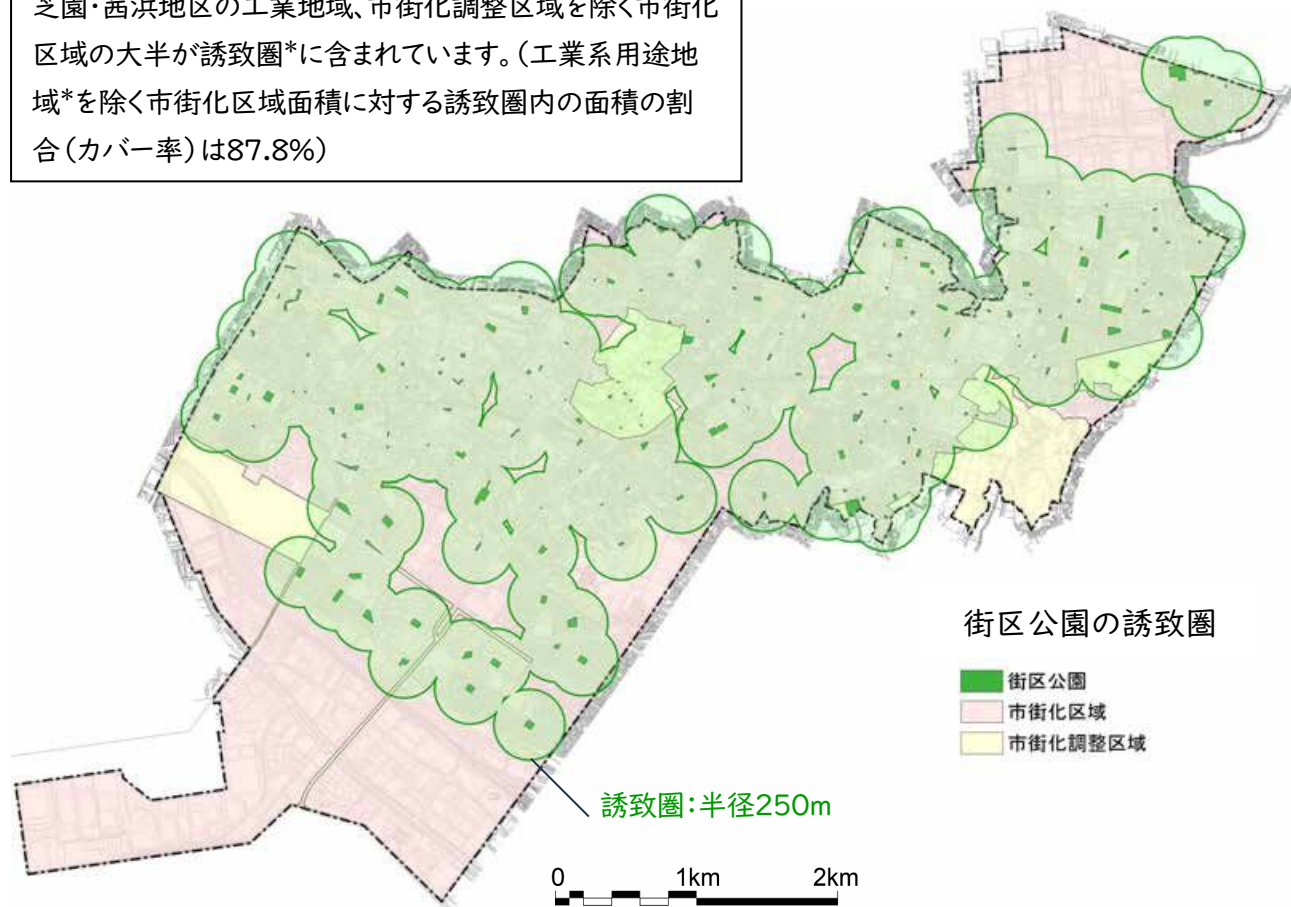 芝園・茜浜地区の工業地域、市街化調整区域を除く市街化
区域の大半が誘致圏*に含まれています。(工業系用途地
域*を除く市街化区域面積に対する誘致圏内の面積の割
合(カバー率)は87.8%)
街区公園の誘致圏
街区公園
市街化区域
市街化調整区域
誘致圏:半径250m
0 1km 2km